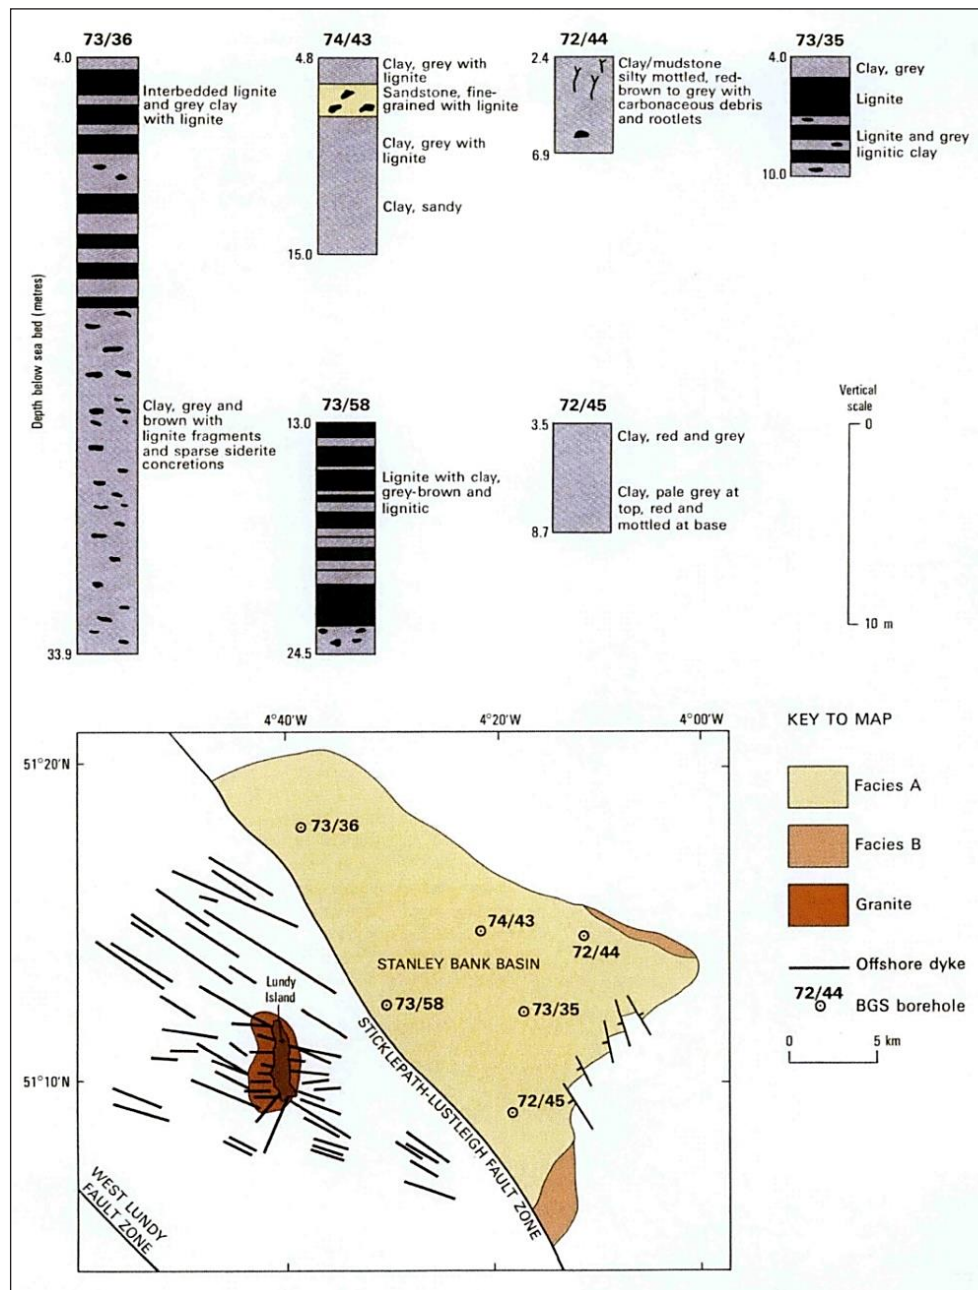 73/36
4.0
Interbedded lignite
and grey clay
with lignite
Clay, grey and
brown with
lignite fragments
and sparse siderite
concretions
33.9
Depth below sea bed (metres)
74/43
4.8
Clay, grey with
lignite
Sandstone, fine-
grained with lignite
Clay, grey with
lignite
Clay, sandy
15.0
72/44
2.4
Clay/mudstone
silty mottled, red-
brown to grey with
carbonaceous debris
and rootlets
6.9
73/35
4.0
Clay, grey
Lignite
Lignite and grey
lignitic clay
10.0
73/58
13.0
Lignite with clay,
grey-brown and
lignitic
24.5
72/45
3.5
Clay, red and grey
Clay, pale grey at
top, red and
mottled at base
8.7
Vertical
scale
0
10 m
4°40'W
4°20'W
4°00'W
51°20'N
51°10'N
73/36
74/43
72/44
STANLEY BANK BASIN
73/58
73/35
72/45
Lundy
Island
STICKLEPATH-LUSTLEIGH FAULT ZONE
WEST LUNDY
FAULT ZONE
KEY TO MAP
Facies A
Facies B
Granite
Offshore dyke
72/44
BGS borehole
0
5 km